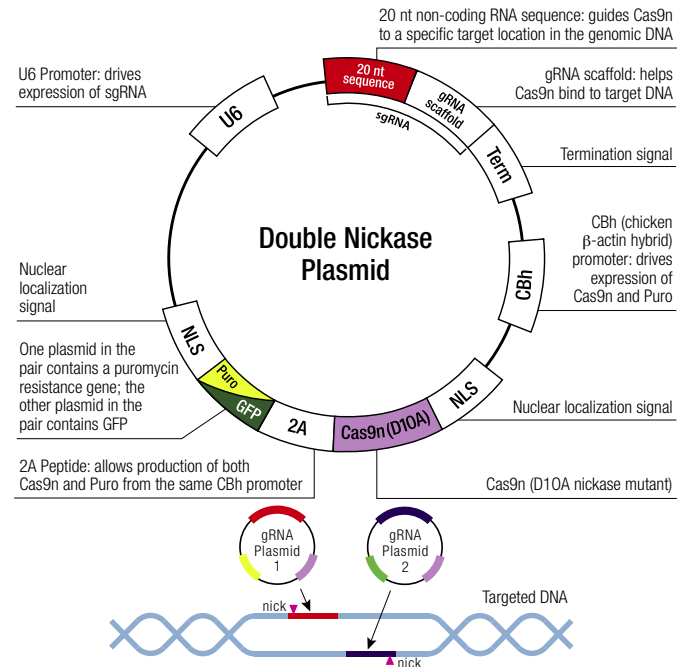 20 nt non-coding RNA sequence: guides Cas9n
to a specific target location in the genomic DNA
U6 Promoter: drives
expression of sgRNA
gRNA scaffold: helps
Cas9n bind to target DNA
20 nt
sequence
gRNA
scaffold
sgRNA
U6
Term
Termination signal
Double Nickase
Plasmid
CBh (chicken
β-actin hybrid)
promoter: drives
expression of
Cas9n and Puro
CBh
Nuclear
localization
signal
NLS
One plasmid in the
pair contains a puromycin
resistance gene; the
other plasmid in the
pair contains GFP
Puro
GFP
2A
Cas9n (D10A)
NLS
Nuclear localization signal
2A Peptide: allows production of both
Cas9n and Puro from the same CBh promoter
Cas9n (D10A nickase mutant)
gRNA
Plasmid
1
gRNA
Plasmid
2
Targeted DNA
nick
nick